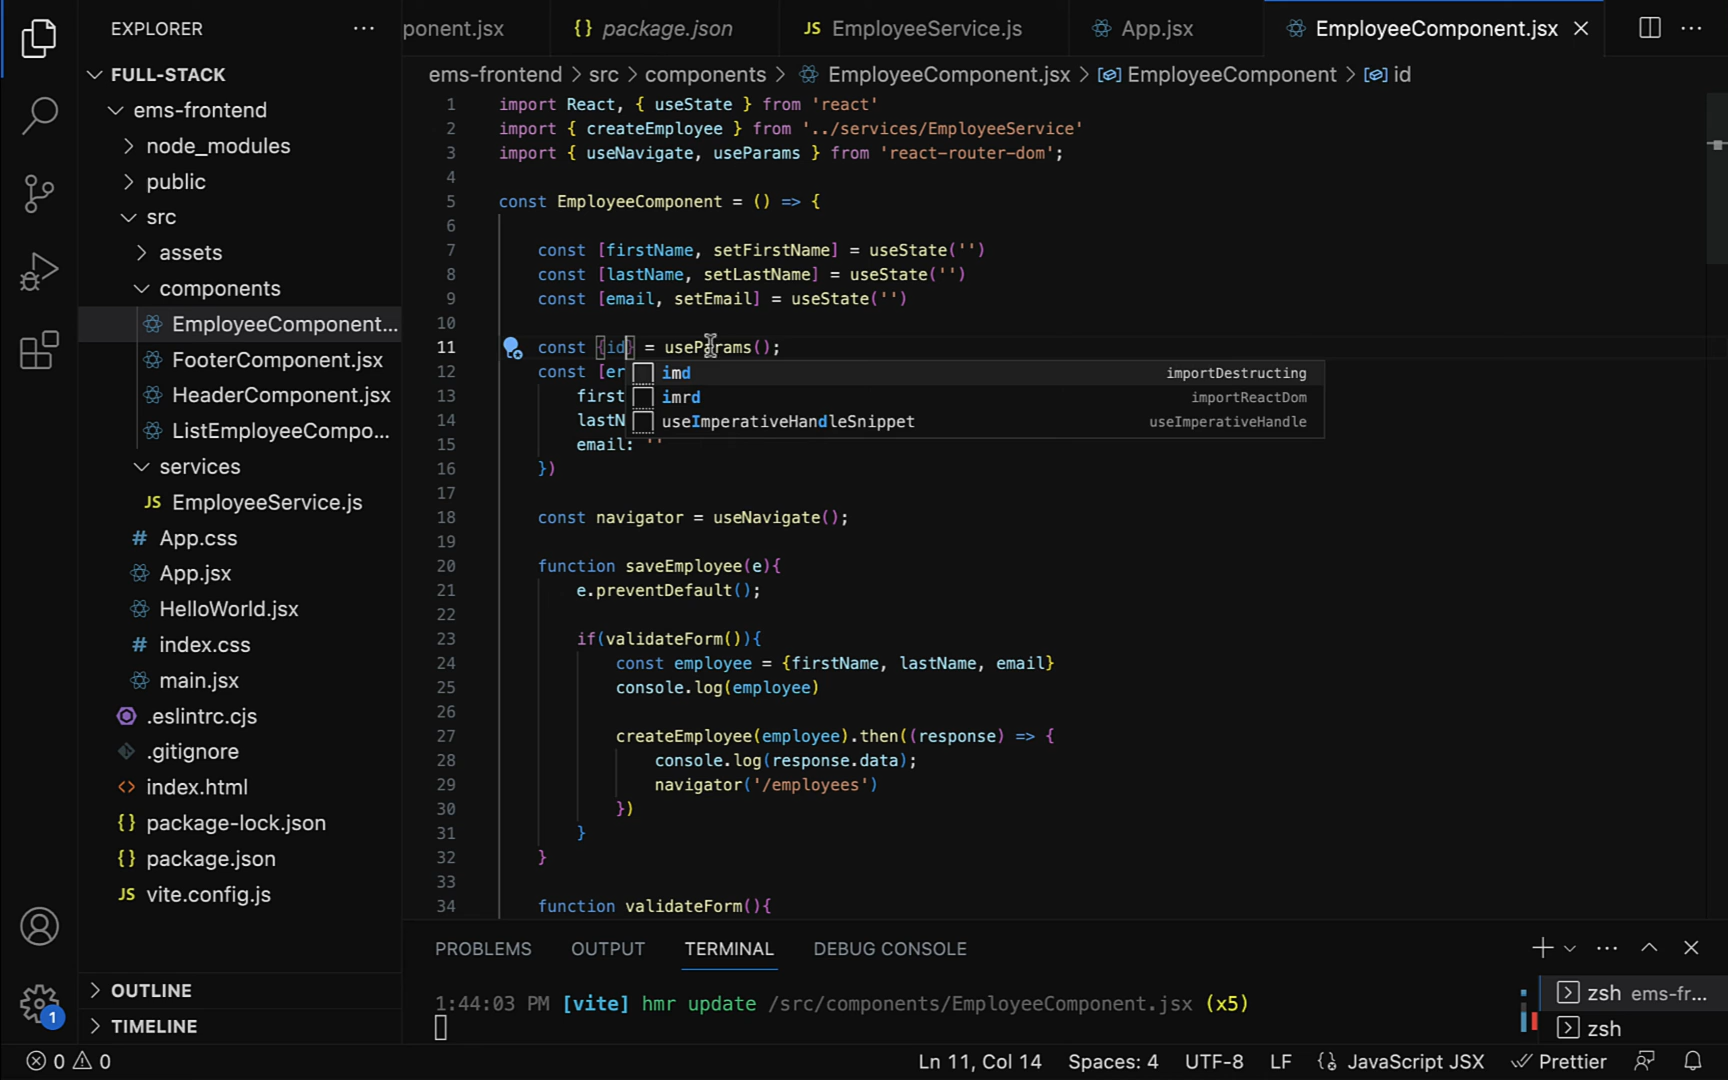 EXPLORER
FULL-STACK
ems-frontend
node_modules
public
src
assets
components
EmployeeComponent...
FooterComponent.jsx
HeaderComponent.jsx
ListEmployeeCompo...
services
JS EmployeeService.js
# App.css
App.jsx
HelloWorld.jsx
# index.css
main.jsx
.eslintrc.cjs
.gitignore
<> index.html
{} package-lock.json
{} package.json
JS vite.config.js
OUTLINE
TIMELINE
1
ponent.jsx {} package.json JS EmployeeService.js App.jsx EmployeeComponent.jsx
ems-frontend > src > components > EmployeeComponent.jsx > EmployeeComponent > id
1 import React, { useState } from 'react'
2 import { createEmployee } from '../services/EmployeeService'
3 import { useNavigate, useParams } from 'react-router-dom';
4
5 const EmployeeComponent = () => {
6
7 const [firstName, setFirstName] = useState('')
8 const [lastName, setLastName] = useState('')
9 const [email, setEmail] = useState('')
10
11 const {id} = useParams();
12 const [er
imd importDestructing
13 first
imrd importReactDom
14 lastN
useImperativeHandleSnippet useImperativeHandle
15 email: ''
16 })
17
18 const navigator = useNavigate();
19
20 function saveEmployee(e){
21 e.preventDefault();
22
23 if(validateForm()){
24 const employee = {firstName, lastName, email}
25 console.log(employee)
26
27 createEmployee(employee).then((response) => {
28 console.log(response.data);
29 navigator('/employees')
30 })
31 }
32 }
33
34 function validateForm(){
PROBLEMS OUTPUT TERMINAL DEBUG CONSOLE
1:44:03 PM [vite] hmr update /src/components/EmployeeComponent.jsx (x5)
zsh ems-fr...
zsh
0 0 Ln 11, Col 14 Spaces: 4 UTF-8 LF {} JavaScript JSX Prettier